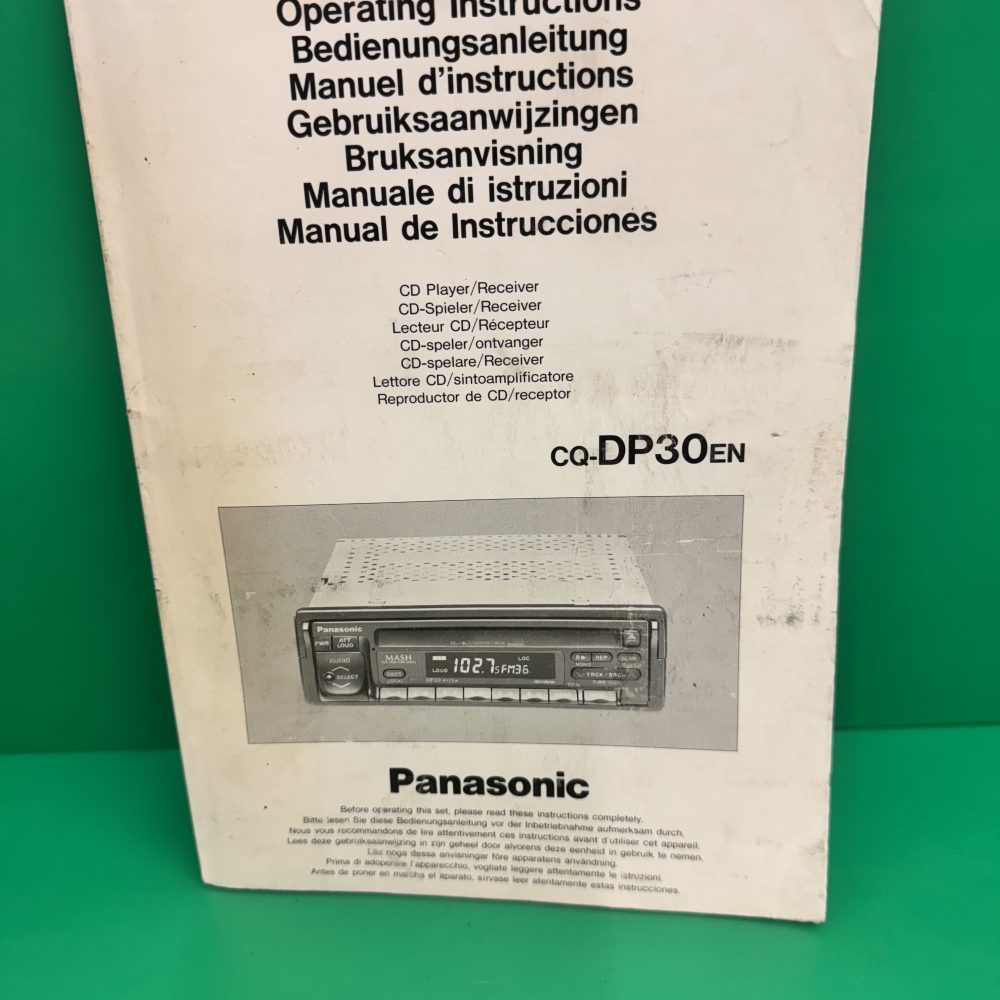 Operating Instructions
Bedienungsanleitung
Manuel d'instructions
Gebruiksaanwijzingen
Bruksanvisning
Manuale di istruzioni
Manual de Instrucciones
CD Player/Receiver
CD-Spieler/Receiver
Lecteur CD/Récepteur
CD-speler/ontvanger
CD-spelare/Receiver
Lettore CD/sintoamplificatore
Reproductor de CD/receptor
CQ-DP30EN
Panasonic
PWR ATT LOUD
AUDIO
SELECT
MASH
LOUD 102.7 FM36
LOC
DP30
REP SCAN
TRACK
Panasonic
Before operating this set, please read these instructions completely.
Bitte lesen Sie diese Bedienungsanleitung vor der Inbetriebnahme aufmerksam durch.
Nous vous recommandons de lire attentivement ces instructions avant d'utiliser cet appareil.
Lees deze gebruiksaanwijzing in zijn geheel door alvorens deze eenheid in gebruik te nemen.
Läs noga dessa anvisningar före apparatens användning.
Prima di adoperare l'apparecchio, vogliate leggere attentamente le istruzioni.
Antes de poner en marcha el aparato, sírvase leer atentamente estas instrucciones.